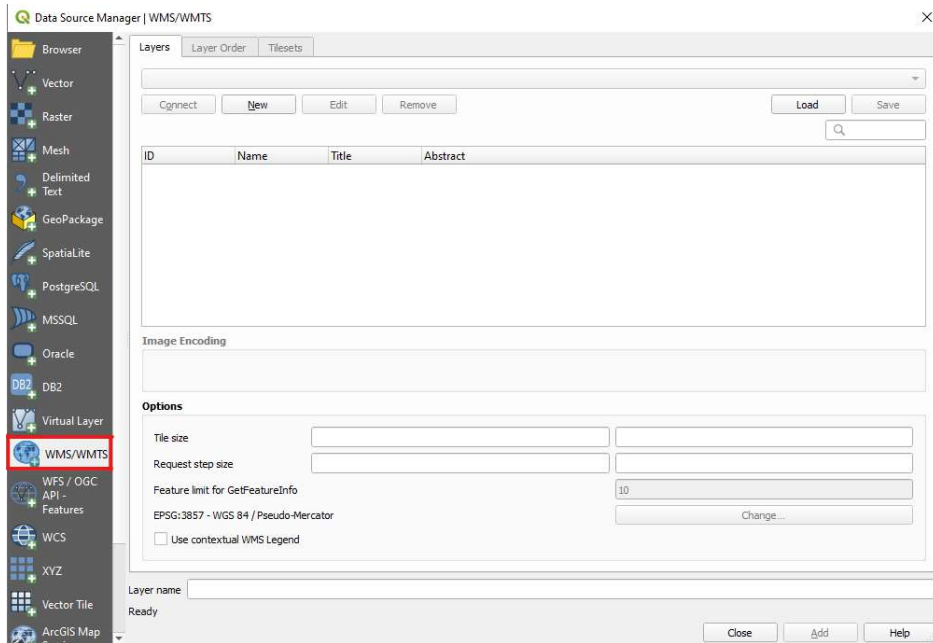 Data Source Manager | WMS/WMTS
Browser
Vector
Raster
Mesh
Delimited
Text
GeoPackage
SpatiaLite
PostgreSQL
MSSQL
Oracle
DB2
DB2
Virtual Layer
WMS/WMTS
WFS / OGC
API -
Features
WCS
XYZ
Vector Tile
ArcGIS Map
Layers Layer Order Tilesets
Connect New Edit Remove Load Save
ID Name Title Abstract
Image Encoding
Options
Tile size
Request step size
Feature limit for GetFeatureInfo 10
EPSG:3857 - WGS 84 / Pseudo-Mercator Change...
Use contextual WMS Legend
Layer name
Ready
Close Add Help